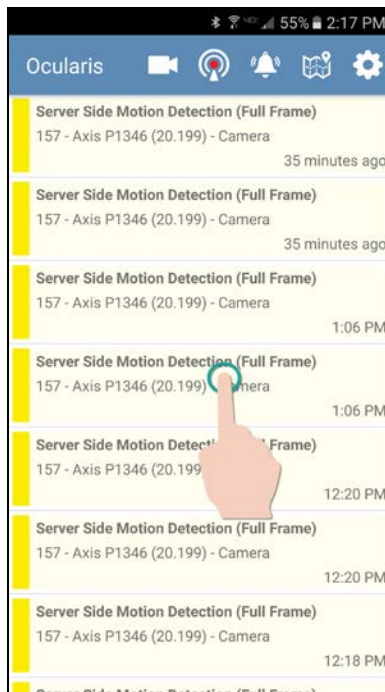 55% 2:17 PM
Ocularis
Server Side Motion Detection (Full Frame)
157 - Axis P1346 (20.199) - Camera
35 minutes ago
Server Side Motion Detection (Full Frame)
157 - Axis P1346 (20.199) - Camera
35 minutes ago
Server Side Motion Detection (Full Frame)
157 - Axis P1346 (20.199) - Camera
1:06 PM
Server Side Motion Detection (Full Frame)
157 - Axis P1346 (20.199) mera
1:06 PM
Server Side Motion Detecti Frame)
157 - Axis P1346 (20.199
12:20 PM
Server Side Motion Detection (Full Frame)
157 - Axis P1346 (20.199) - Camera
12:20 PM
Server Side Motion Detection (Full Frame)
157 - Axis P1346 (20.199) - Camera
12:18 PM